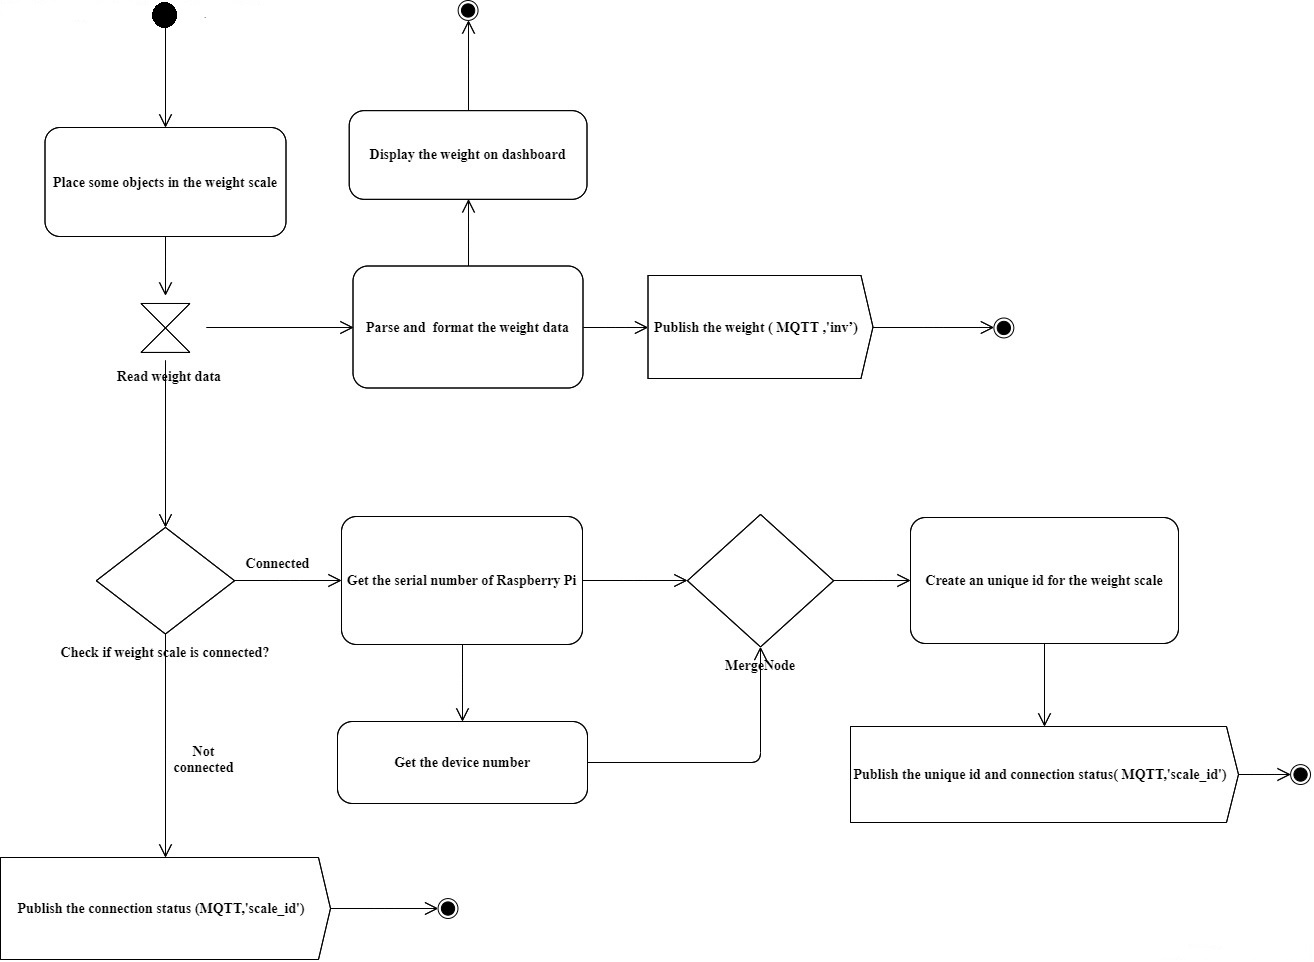 Display the weight on dashboard
Place some objects in the weight scale
Parse and  format the weight data
Publish the weight ( MQTT ,'inv’)
Read weight data
Connected
Get the serial number of Raspberry Pi
Create an unique id for the weight scale
Check if weight scale is connected?
MergeNode
Not
connected
Get the device number
Publish the unique id and connection status( MQTT,'scale_id')
Publish the connection status (MQTT,'scale_id')